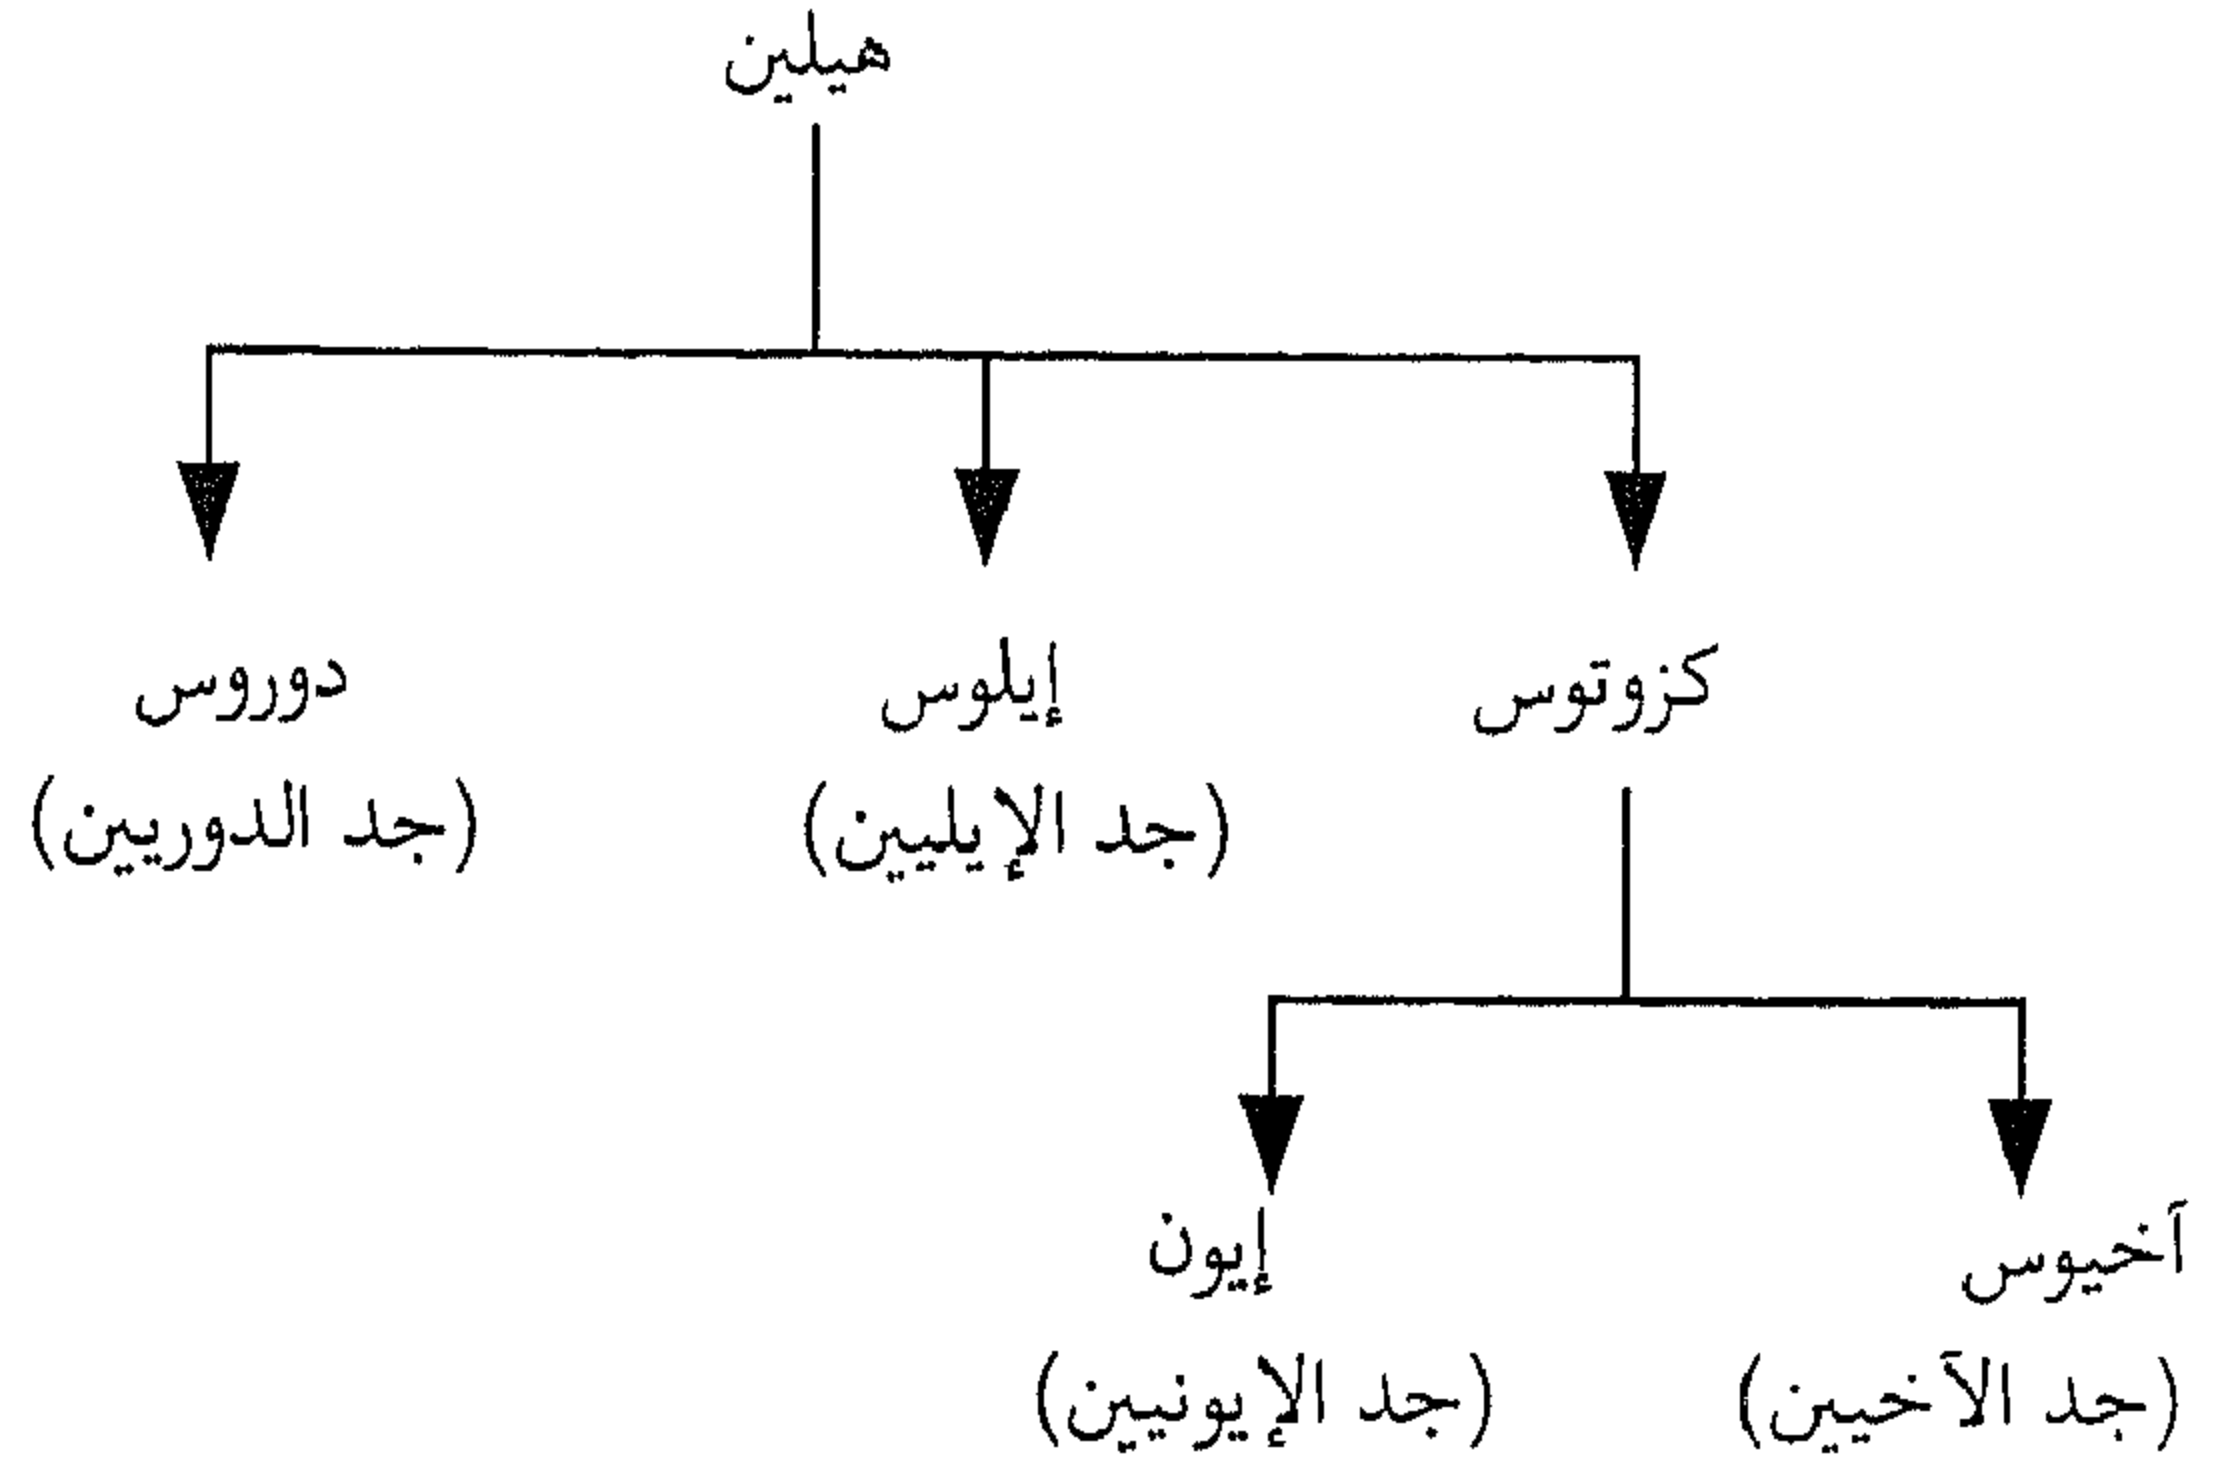 هيلين
كزوتوس
إيلوس
(جد الإيليين)
دوروس
(جد الدوريين)
آخيوس
(جد الآخيين)
إيون
(جد الإيونيين)